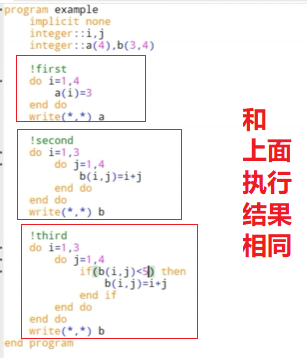 program example
implicit none
integer::i,j
integer::a(4),b(3,4)
!first
do i=1,4
a(i)=3
end do
write(*,*) a
!second
do i=1,3
do j=1,4
b(i,j)=i+j
end do
end do
write(*,*) b
!third
do i=1,3
do j=1,4
if(b(i,j)<5) then
b(i,j)=i+j
end if
end do
end do
write(*,*) b
end program
和
上面
执行
结果
相同